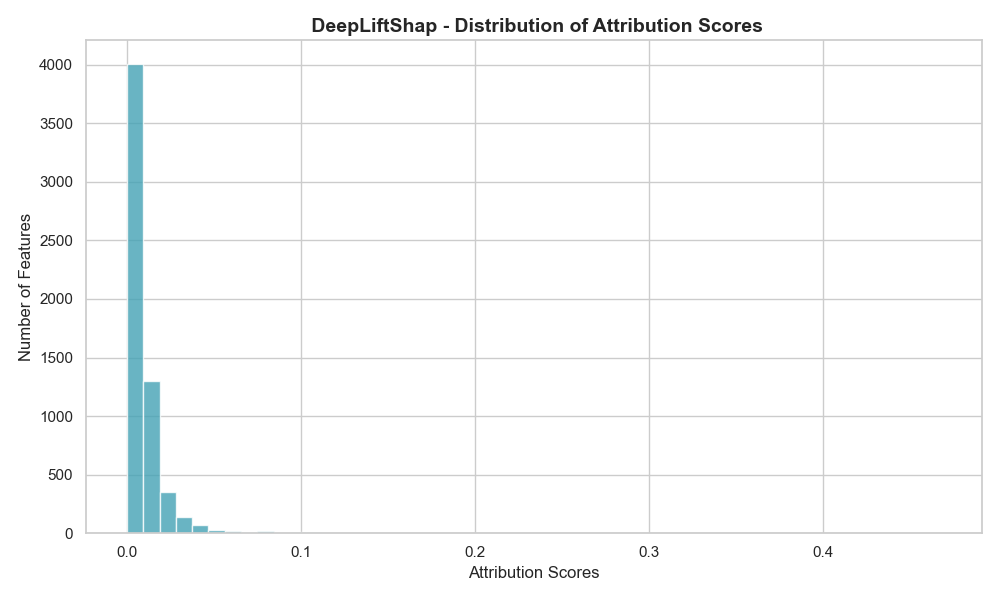 DeepLiftShap - Distribution of Attribution Scores
Number of Features
4000
3500
3000
2500
2000
1500
1000
500
0
0.0 0.1 0.2 0.3 0.4
Attribution Scores